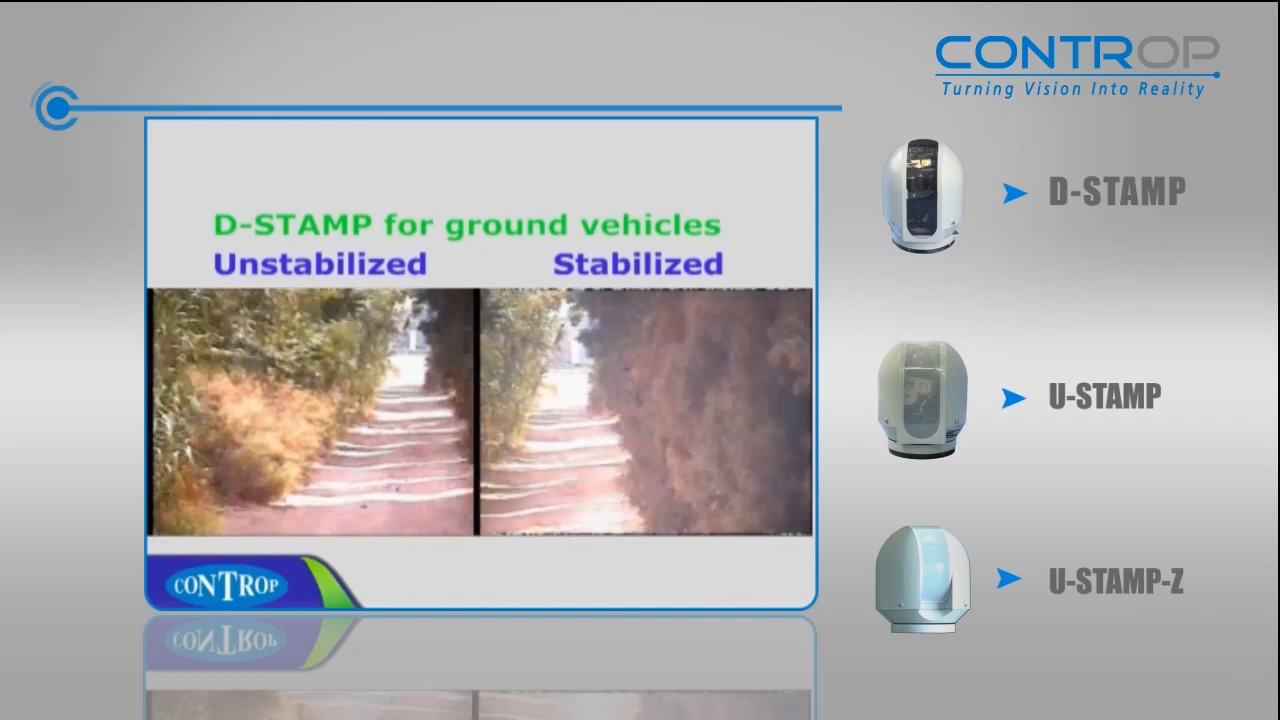 CONTROP
Turning Vision Into Reality
D-STAMP for ground vehicles
Unstabilized Stabilized
CONTROP
D-STAMP
U-STAMP
U-STAMP-Z